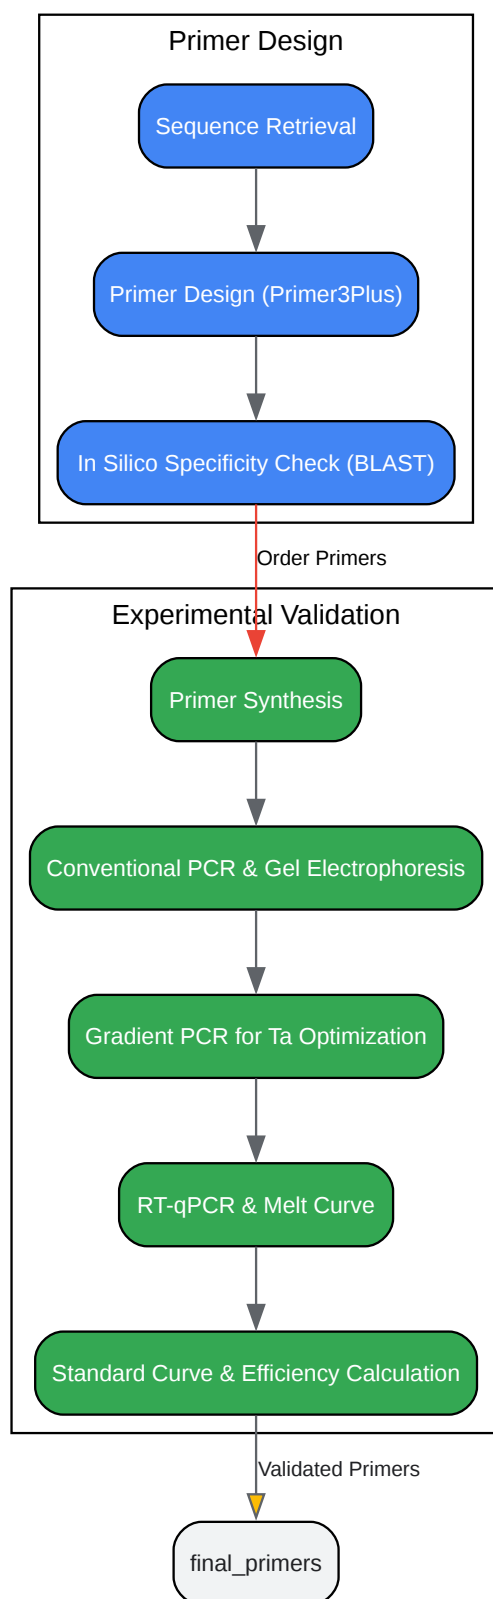 Primer Design
Sequence Retrieval
Primer Design (Primer3Plus)
In Silico Specificity Check (BLAST)
Order Primers
Experimental Validation
Primer Synthesis
Conventional PCR & Gel Electrophoresis
Gradient PCR for Ta Optimization
RT-qPCR & Melt Curve
Standard Curve & Efficiency Calculation
Validated Primers
final_primers